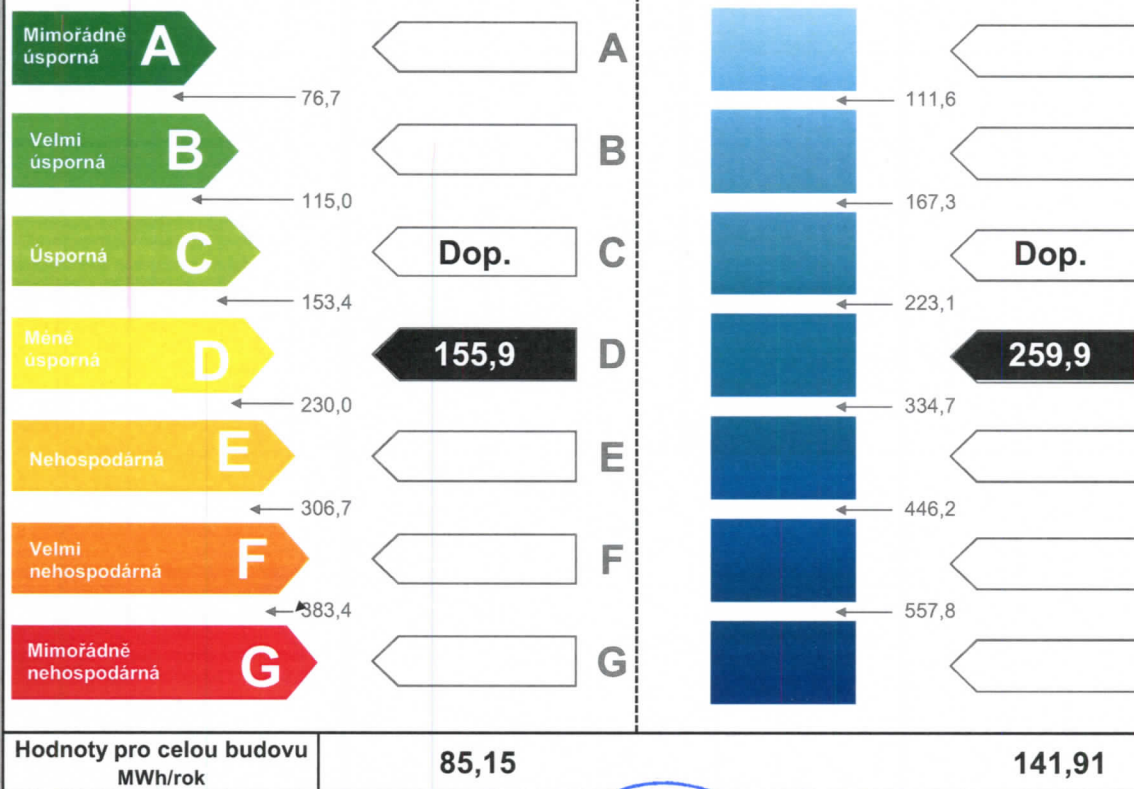 Mimořádně
úsporná
A
A
76,7
111,6
Velmi
úsporná
B
B
115,0
167,3
Úsporná
C
Dop.
C
Dop.
153,4
223,1
Méně
úsporná
D
155,9
D
259,9
230,0
334,7
Nehospodárná
E
E
306,7
446,2
Velmi
nehospodárná
F
F
383,4
557,8
Mimořádně
nehospodárná
G
G
Hodnoty pro celou budovu
MWh/rok
85,15
141,91